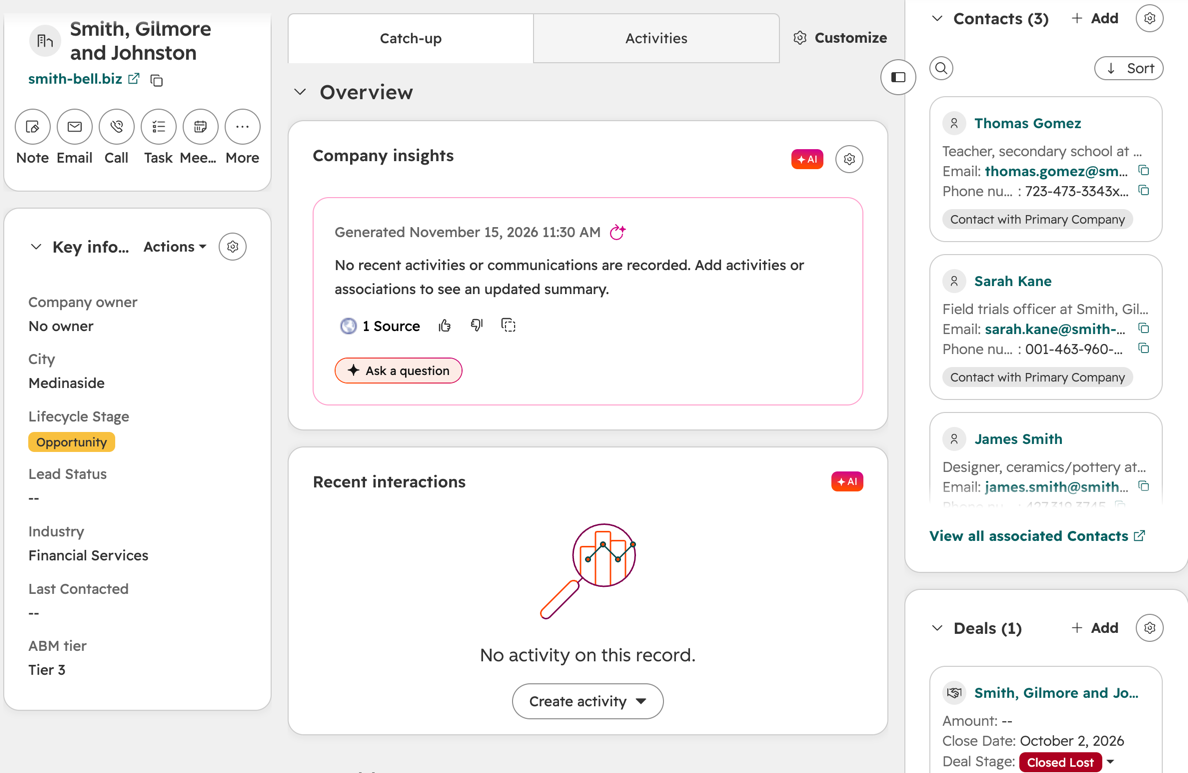 Smith, Gilmore
and Johnston
smith-bell.biz
Note Email Call Task Mee... More
Key info... Actions
Company owner
No owner
City
Medinaside
Lifecycle Stage
Opportunity
Lead Status
--
Industry
Financial Services
Last Contacted
--
ABM tier
Tier 3
Catch-up Activities Customize
Overview
Company insights AI
Generated November 15, 2026 11:30 AM
No recent activities or communications are recorded. Add activities or
associations to see an updated summary.
1 Source
Ask a question
Recent interactions AI
No activity on this record.
Create activity
Contacts (3) + Add
Sort
Thomas Gomez
Teacher, secondary school at ...
Email: thomas.gomez@sm...
Phone nu... : 723-473-3343x...
Contact with Primary Company
Sarah Kane
Field trials officer at Smith, Gil...
Email: sarah.kane@smith-...
Phone nu... : 001-463-960-...
Contact with Primary Company
James Smith
Designer, ceramics/pottery at...
Email: james.smith@smith...
View all associated Contacts
Deals (1) + Add
Smith, Gilmore and Jo...
Amount: --
Close Date: October 2, 2026
Deal Stage: Closed Lost